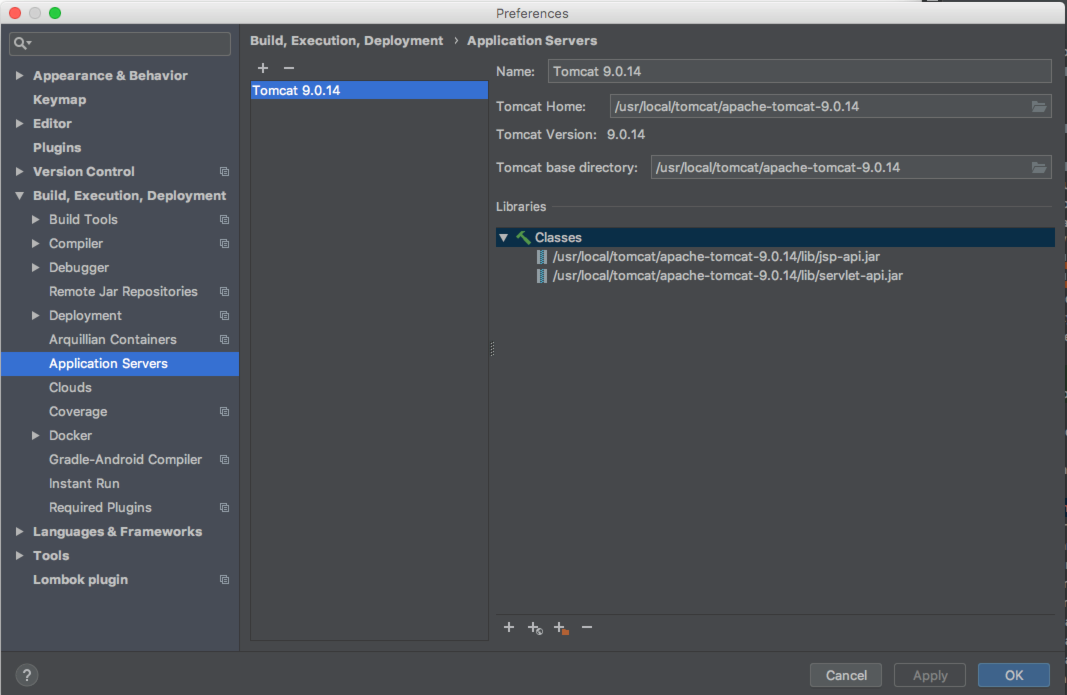 Preferences
Build, Execution, Deployment › Application Servers
Appearance & Behavior
Keymap
Editor
Plugins
Version Control
Build, Execution, Deployment
Build Tools
Compiler
Debugger
Remote Jar Repositories
Deployment
Arquillian Containers
Application Servers
Clouds
Coverage
Docker
Gradle-Android Compiler
Instant Run
Required Plugins
Languages & Frameworks
Tools
Lombok plugin
Tomcat 9.0.14
Name: Tomcat 9.0.14
Tomcat Home: /usr/local/tomcat/apache-tomcat-9.0.14
Tomcat Version: 9.0.14
Tomcat base directory: /usr/local/tomcat/apache-tomcat-9.0.14
Libraries
Classes
/usr/local/tomcat/apache-tomcat-9.0.14/lib/jsp-api.jar
/usr/local/tomcat/apache-tomcat-9.0.14/lib/servlet-api.jar
?
Cancel Apply OK